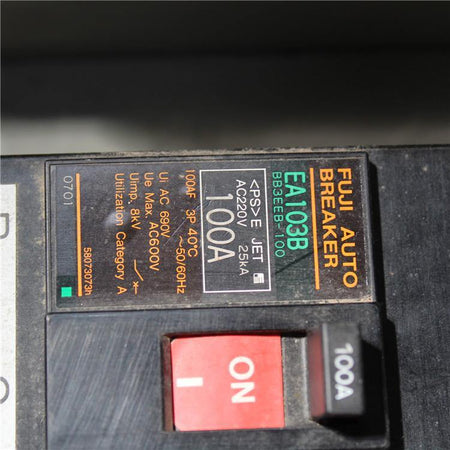 FUJI AUTO
BREAKER
EA103B
BB3EEB-100
<PS>E JET
AC220V 25kA
100A
100AF 3P 40°C
~50/60Hz
Ui AC 690V
Ue Max. AC600V
Uimp. 8kV
Utilization Category A
58073073h
0701
ON
100A